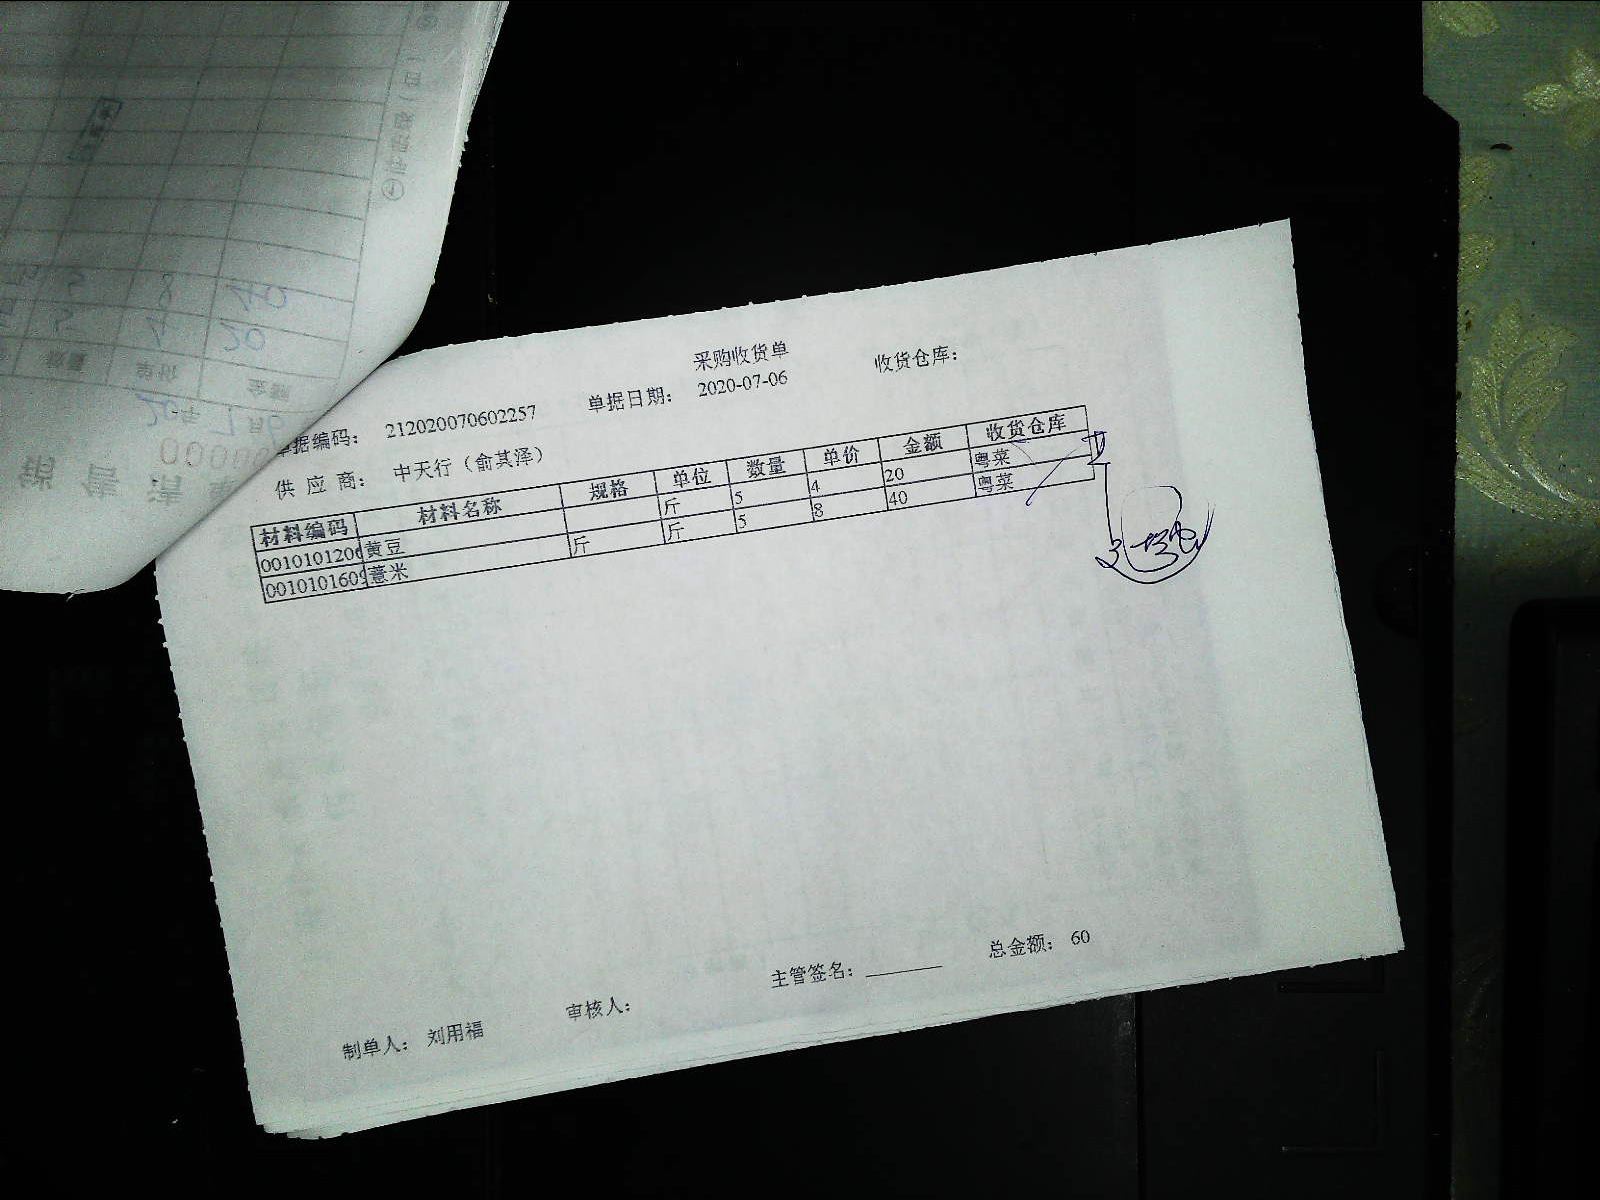 采购收货单
单据编码： 212020070602257 单据日期： 2020-07-06 收货仓库：
供 应 商： 中天行（俞其泽）
材料编码 材料名称 规格 单位 数量 单价 金额 收货仓库
0010101206 黄豆 斤 5 4 20 粤菜
0010101609 薏米 斤 斤 5 8 40 粤菜
制单人： 刘用福 审核人： 主管签名： 总金额： 60